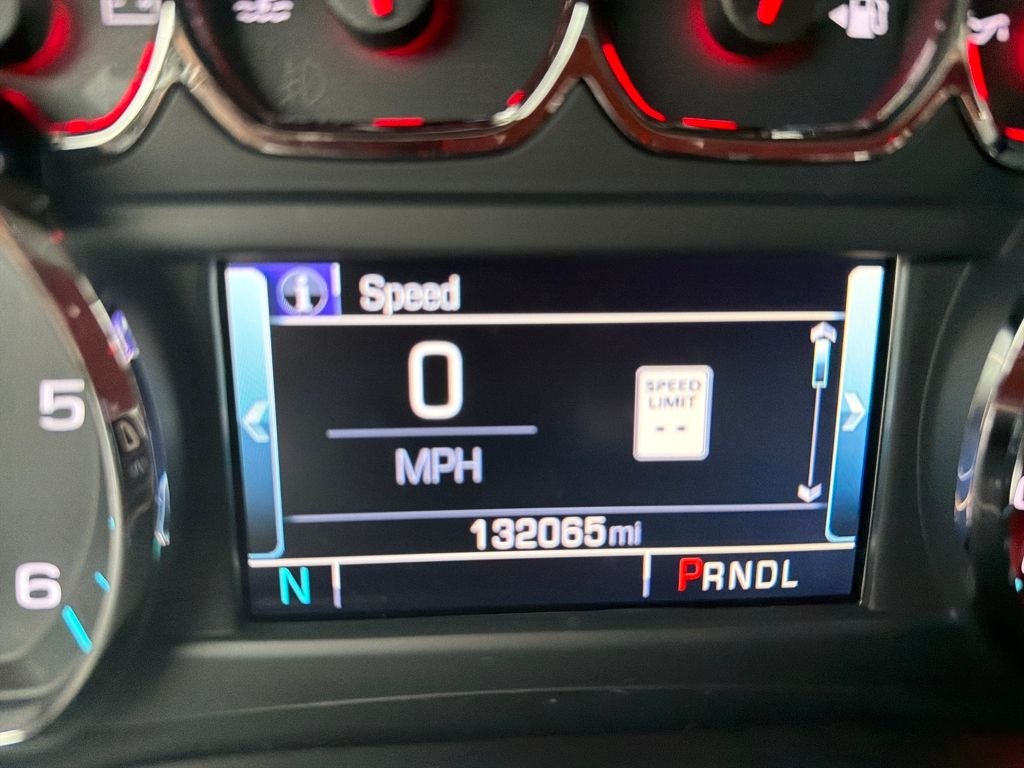 Speed
0
MPH
SPEED
LIMIT
--
132065mi
N
PRNDL
5
6